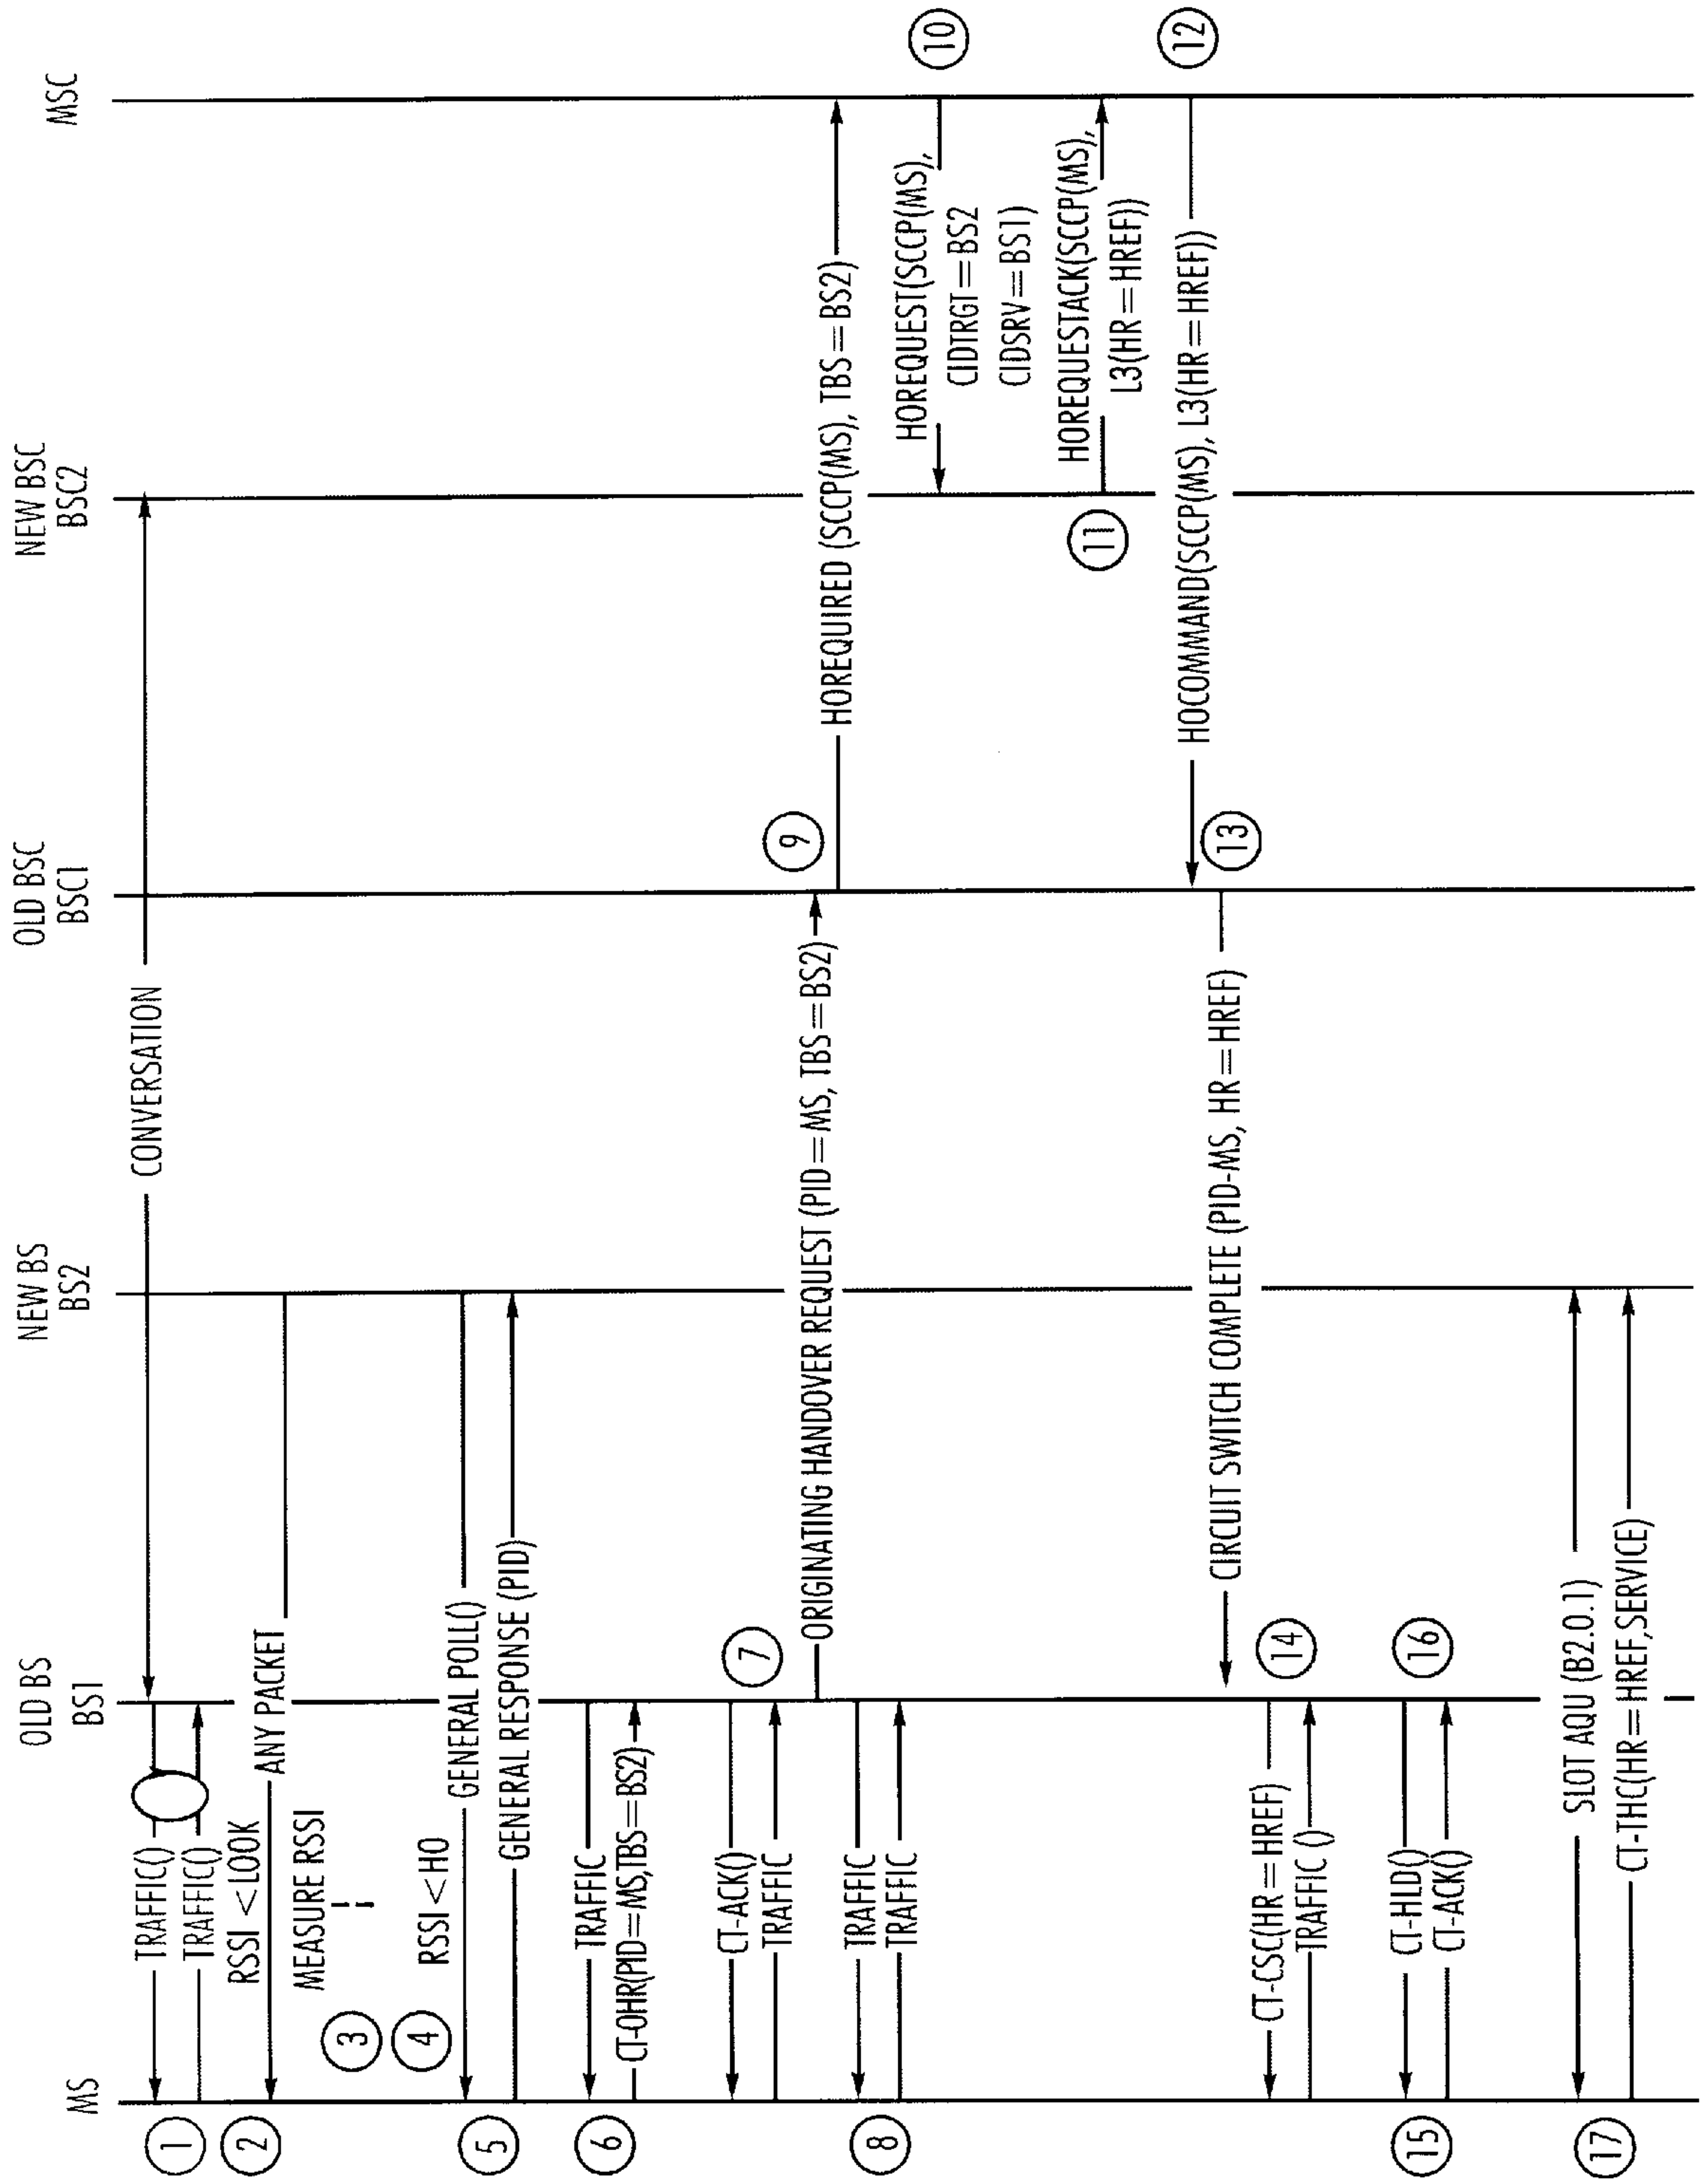 MS
OLD BS
BS1
NEW BS
BS2
OLD BSC
BSC1
NEW BSC
BSC2
MSC
CONVERSATION
1
TRAFFIC()
TRAFFIC()
2
RSSI <LOOK
ANY PACKET
MEASURE RSSI
3
4
RSSI <HO
5
GENERAL POLL()
GENERAL RESPONSE (PID)
6
TRAFFIC
CT-OHR(PID=MS,TBS=BS2)
7
CT-ACK()
TRAFFIC
ORIGINATING HANDOVER REQUEST (PID=MS, TBS=BS2)
9
HOREQUIRED (SCCP(MS), TBS=BS2)
8
TRAFFIC
TRAFFIC
10
HOREQUEST(SCCP(MS),
CIDTRGT=BS2
CIDSRV=BS1)
11
HOREQUESTACK(SCCP(MS),
L3(HR=HREF))
12
HOCOMMAND(SCCP(MS), L3(HR=HREF))
13
CIRCUIT SWITCH COMPLETE (PID-MS, HR=HREF)
14
CT-CSC(HR=HREF)
TRAFFIC ()
15
CT-HLD()
CT-ACK()
16
17
SLOT AQU (B2.0.1)
CT-THC(HR=HREF,SERVICE)